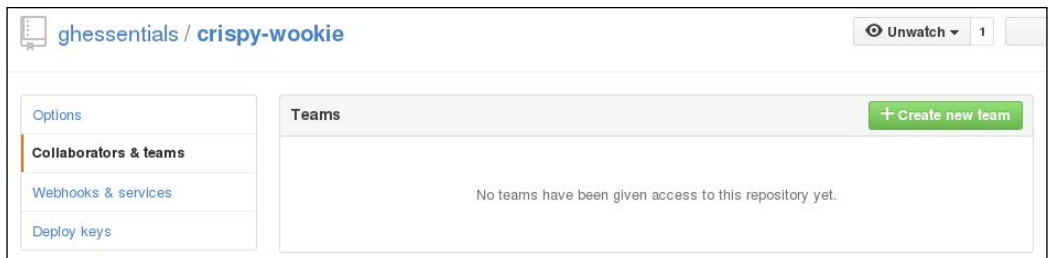 ghessentials / crispy-wookie
Unwatch 1
Options
Collaborators & teams
Webhooks & services
Deploy keys
Teams
+ Create new team
No teams have been given access to this repository yet.